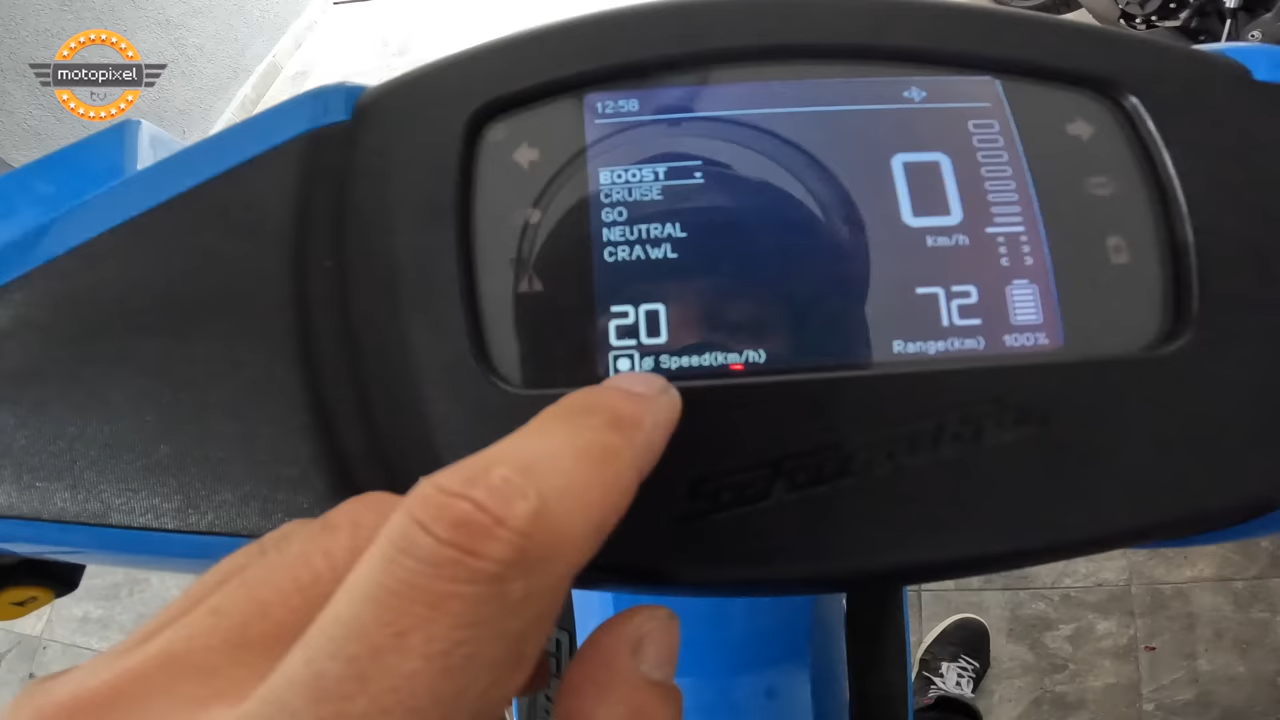 motopixel
tv
12:58
BOOST
CRUISE
GO
NEUTRAL
CRAWL
0
Km/h
20
ø Speed(km/h)
72
Range(km)
100%